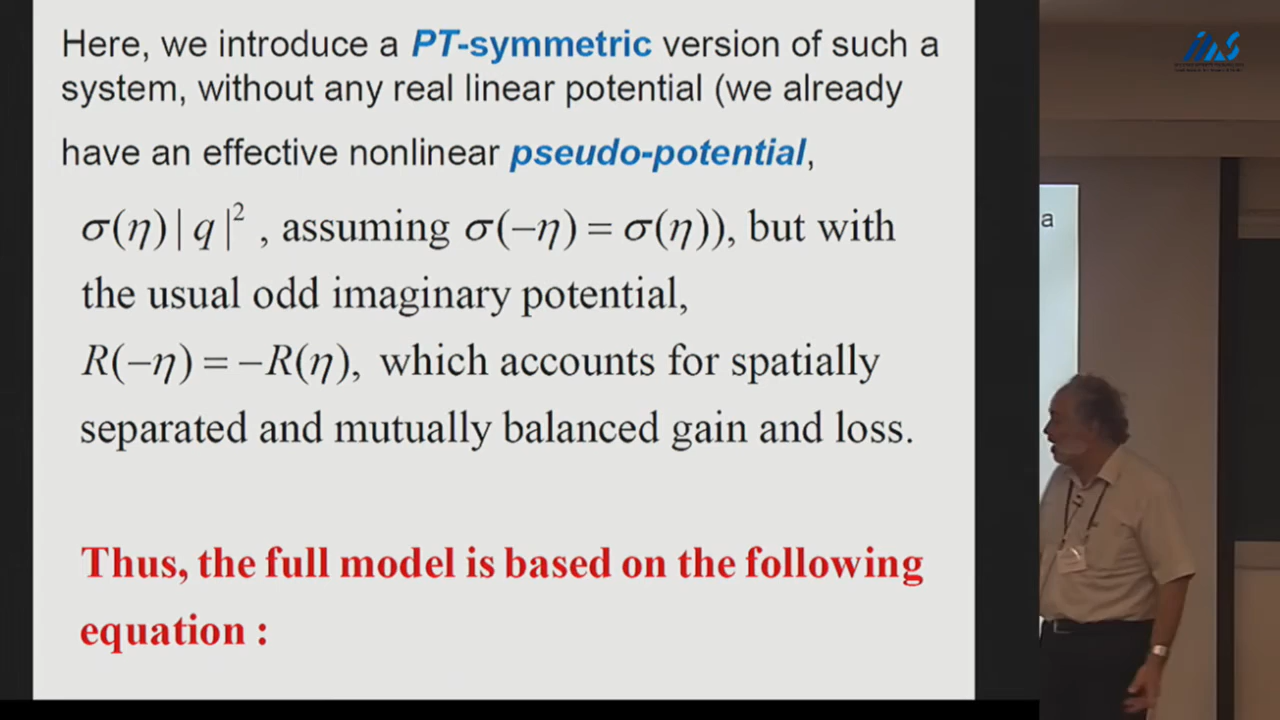 Here, we introduce a PT-symmetric version of such a
system, without any real linear potential (we already
have an effective nonlinear pseudo-potential,
σ(η)|q|², assuming σ(-η) = σ(η)), but with
the usual odd imaginary potential,
R(-η) = -R(η), which accounts for spatially
separated and mutually balanced gain and loss.
Thus, the full model is based on the following
equation :
a
ims